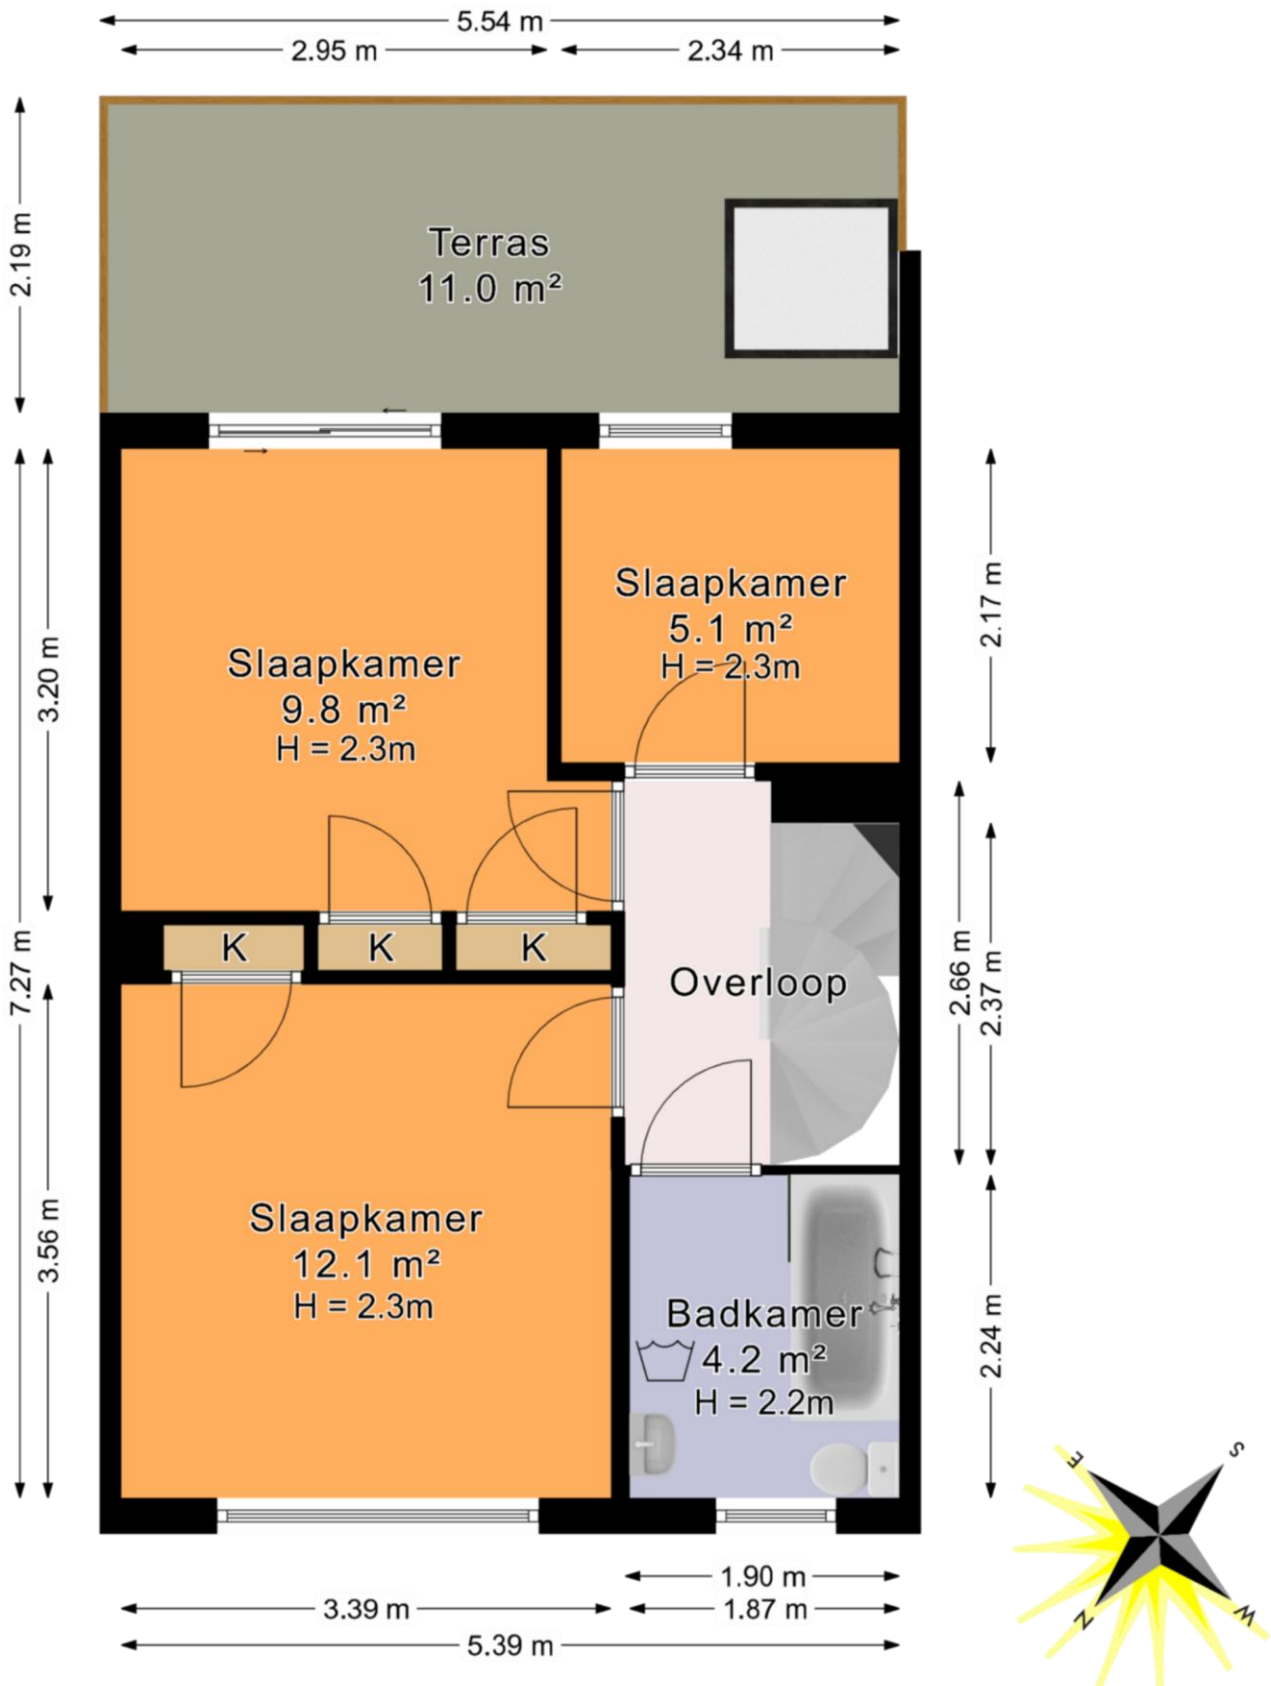 5.54 m
2.95 m
2.34 m
2.19 m
Terras
11.0 m²
Slaapkamer
5.1 m²
H = 2.3m
2.17 m
Slaapkamer
9.8 m²
H = 2.3m
3.20 m
7.27 m
K
K
K
Overloop
2.66 m
2.37 m
Slaapkamer
12.1 m²
H = 2.3m
3.56 m
Badkamer
4.2 m²
H = 2.2m
2.24 m
E
S
N
W
1.90 m
3.39 m
1.87 m
5.39 m